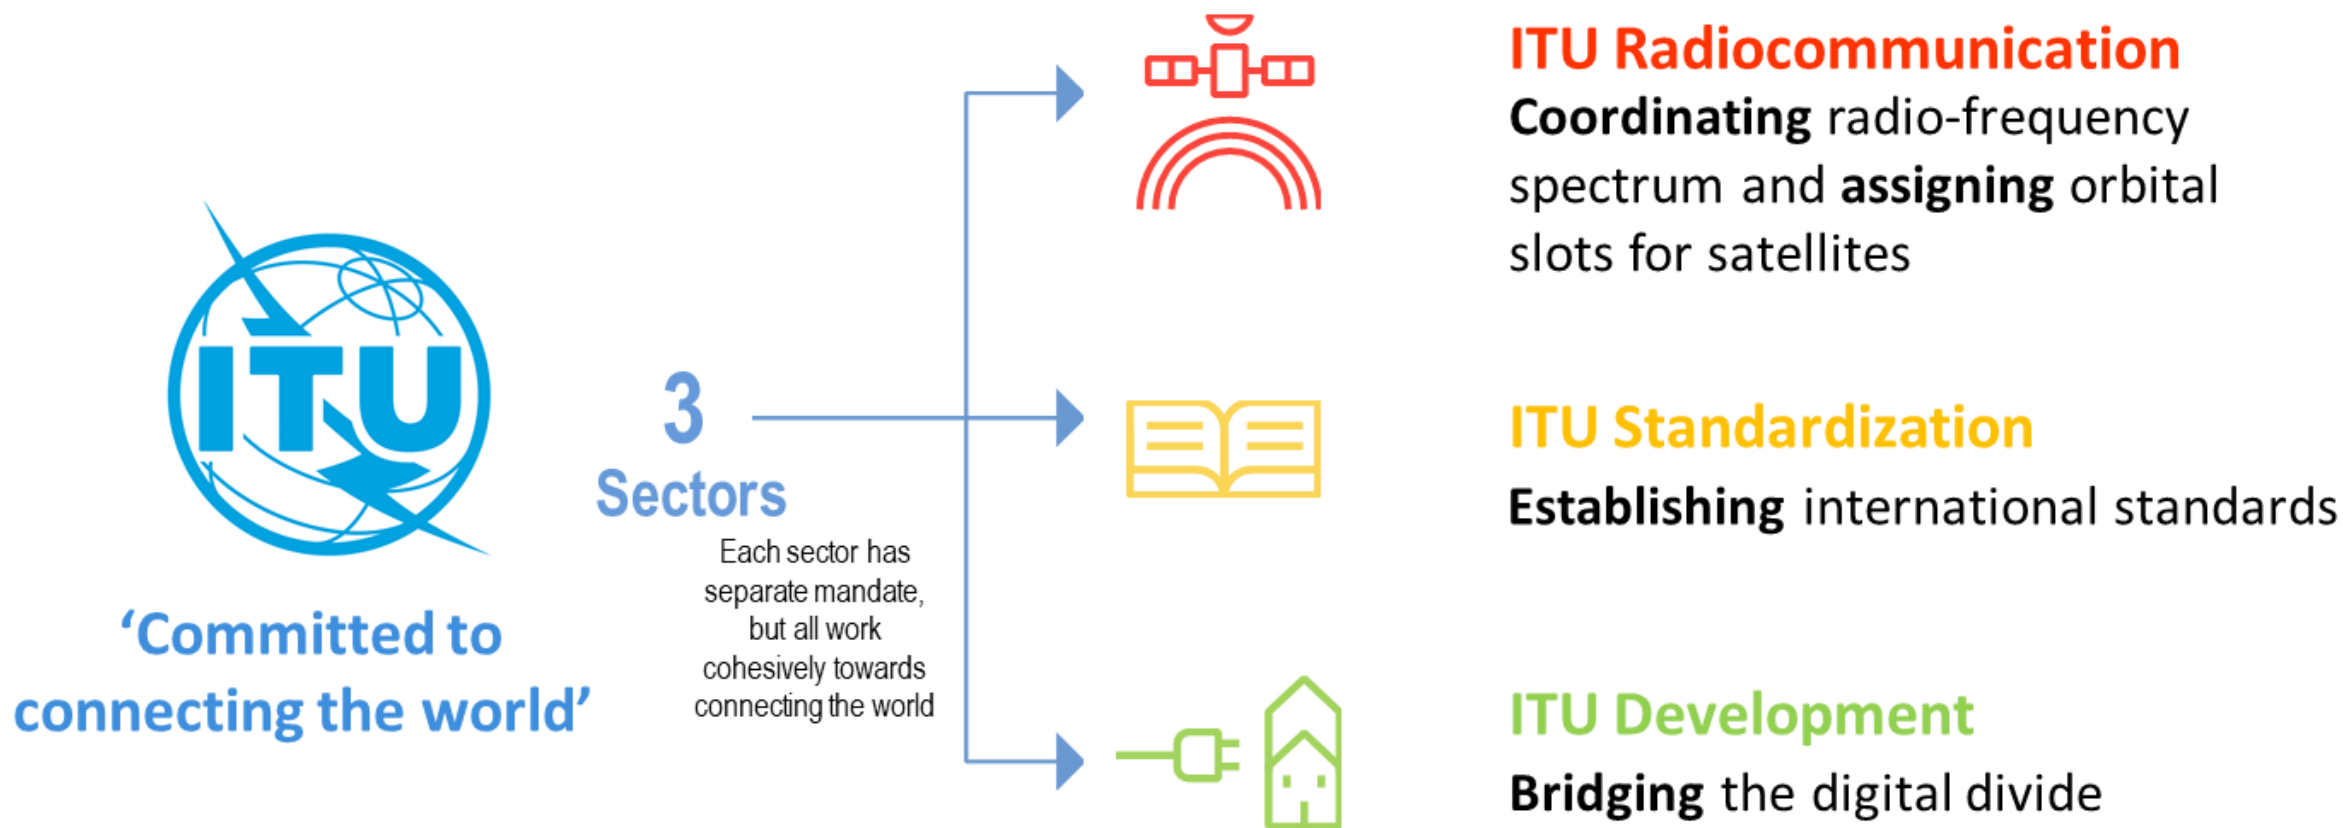 ITU
‘Committed to
connecting the world’
3
Sectors
Each sector has
separate mandate,
but all work
cohesively towards
connecting the world
ITU Radiocommunication
Coordinating radio-frequency
spectrum and assigning orbital
slots for satellites
ITU Standardization
Establishing international standards
ITU Development
Bridging the digital divide